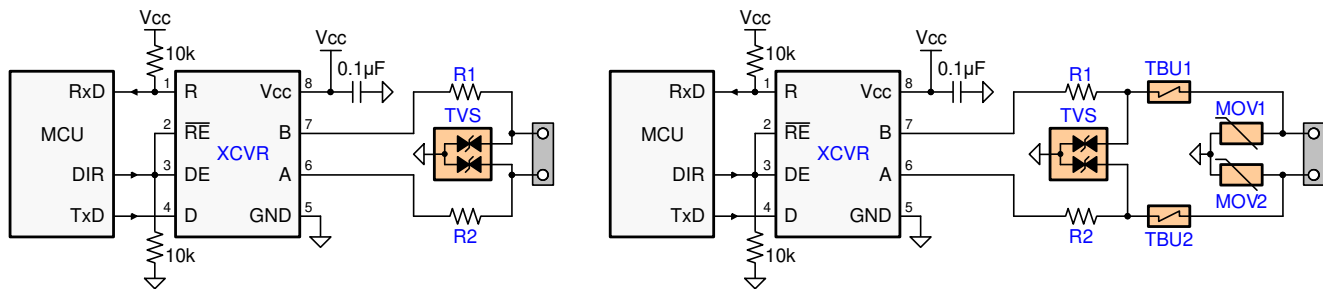 Vcc
10k
Vcc
0.1µF
R1
RxD
1
R
Vcc
8
TVS
MCU
2
RE
B
7
XCVR
DIR
3
DE
A
6
TxD
4
D
GND
5
R2
10k
Vcc
10k
Vcc
0.1µF
R1
TBU1
RxD
1
R
Vcc
8
TVS
MOV1
MCU
2
RE
B
7
XCVR
DIR
3
DE
A
6
TxD
4
D
GND
5
R2
MOV2
TBU2
10k